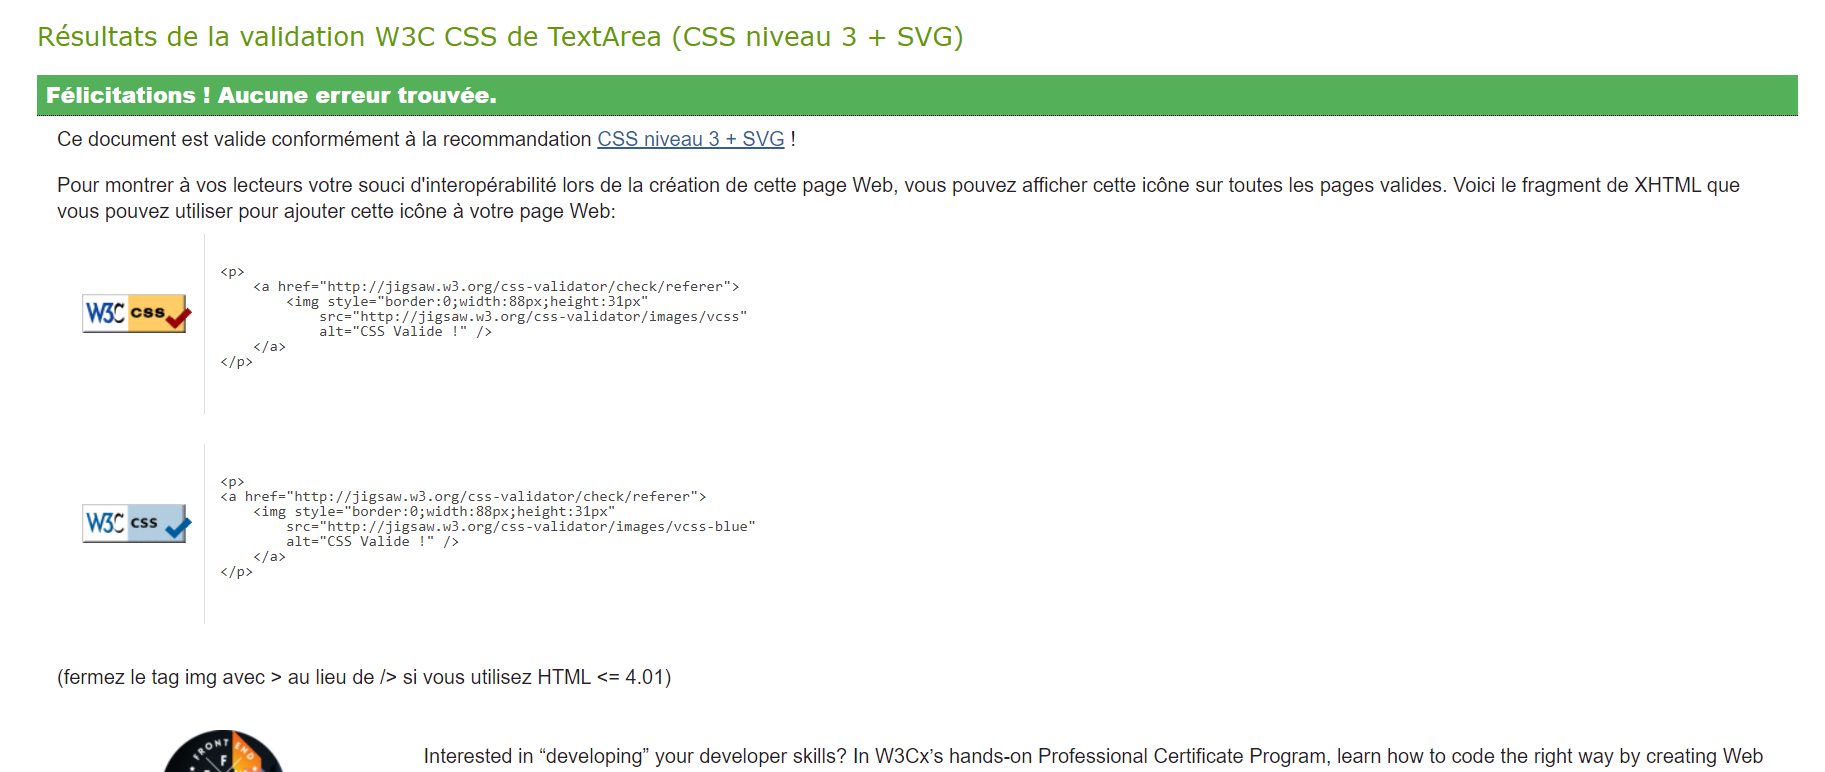 Résultats de la validation W3C CSS de TextArea (CSS niveau 3 + SVG)
Félicitations ! Aucune erreur trouvée.
Ce document est valide conformément à la recommandation CSS niveau 3 + SVG !
Pour montrer à vos lecteurs votre souci d'interopérabilité lors de la création de cette page Web, vous pouvez afficher cette icône sur toutes les pages valides. Voici le fragment de XHTML que
vous pouvez utiliser pour ajouter cette icône à votre page Web:
W3C css
<p>
<a href="http://jigsaw.w3.org/css-validator/check/referer">
<img style="border:0;width:88px;height:31px"
src="http://jigsaw.w3.org/css-validator/images/vcss"
alt="CSS Valide !" />
</a>
</p>
W3C css
<p>
<a href="http://jigsaw.w3.org/css-validator/check/referer">
<img style="border:0;width:88px;height:31px"
src="http://jigsaw.w3.org/css-validator/images/vcss-blue"
alt="CSS Valide !" />
</a>
</p>
(fermez le tag img avec > au lieu de /> si vous utilisez HTML <= 4.01)
FRONT END
F
Interested in “developing” your developer skills? In W3Cx’s hands-on Professional Certificate Program, learn how to code the right way by creating Web